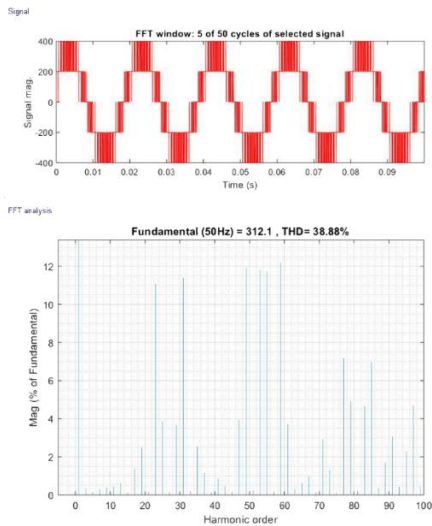 Signal
FFT window: 5 of 50 cycles of selected signal
Signal mag.
400
200
0
-200
-400
0 0.01 0.02 0.03 0.04 0.05 0.06 0.07 0.08 0.09
Time (s)
FFT analysis
Fundamental (50Hz) = 312.1 , THD= 38.88%
Mag (% of Fundamental)
12
10
8
6
4
2
0
0 10 20 30 40 50 60 70 80 90 100
Harmonic order